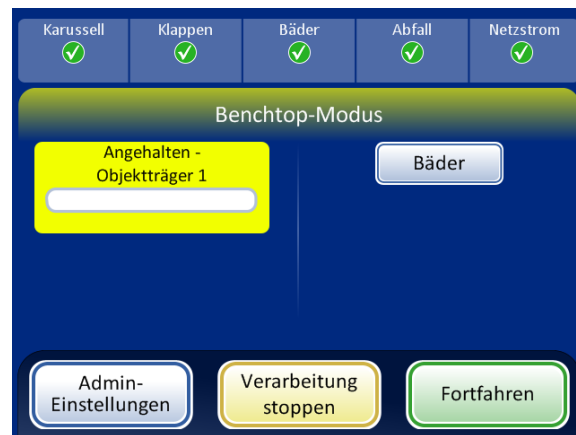 Karussell Klappen Bäder Abfall Netzstrom
Benchtop-Modus
Angehalten -
Objektträger 1
Bäder
Admin-
Einstellungen
Verarbeitung
stoppen
Fortfahren